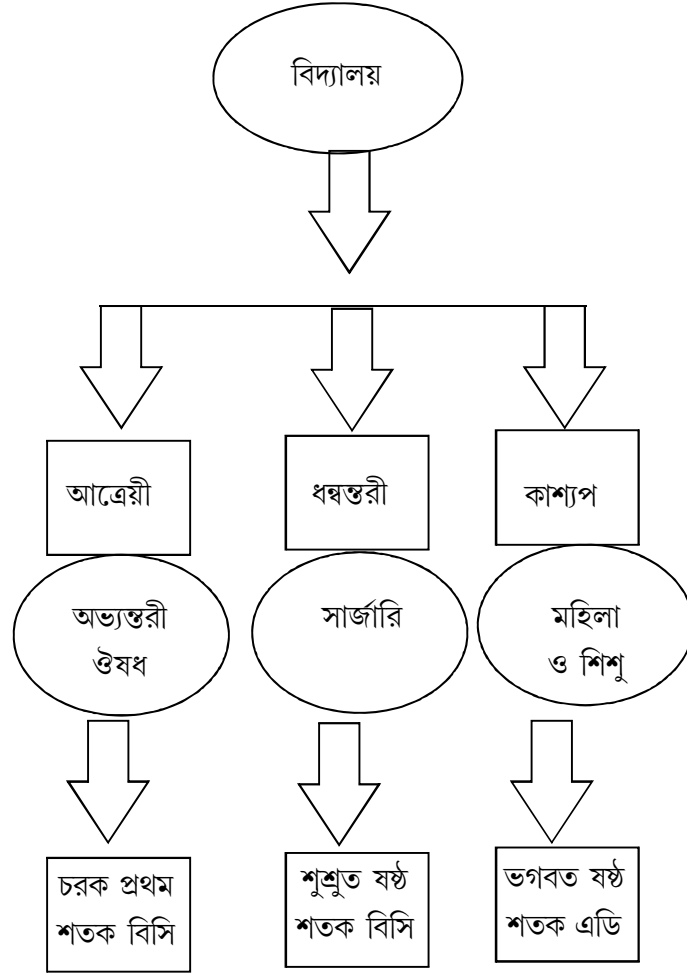 বিদ্যালয়
আত্রেয়ী
ধন্বন্তরী
কাশ্যপ
অভ্যন্তরী
ঔষধ
সার্জারি
মহিলা
ও শিশু
চরক প্রথম
শতক বিসি
শুশ্রুত ষষ্ঠ
শতক বিসি
ভগবত ষষ্ঠ
শতক এডি